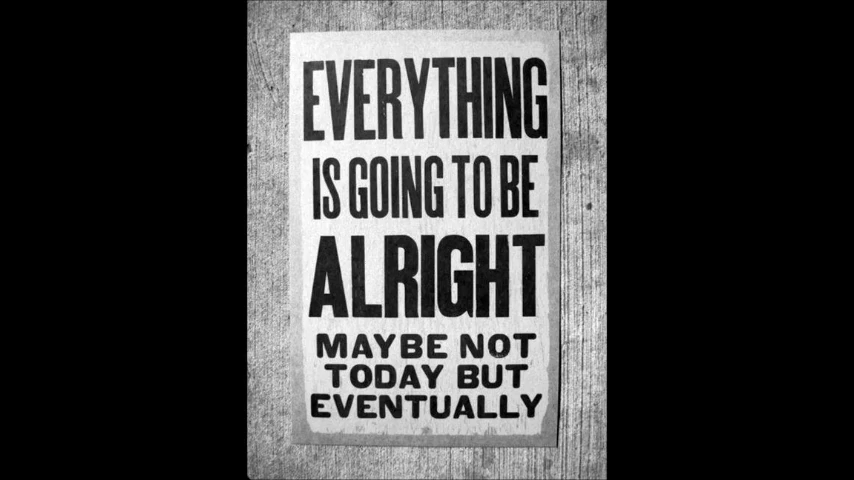 EVERYTHING
IS GOING TO BE
ALRIGHT
MAYBE NOT
TODAY BUT
EVENTUALLY